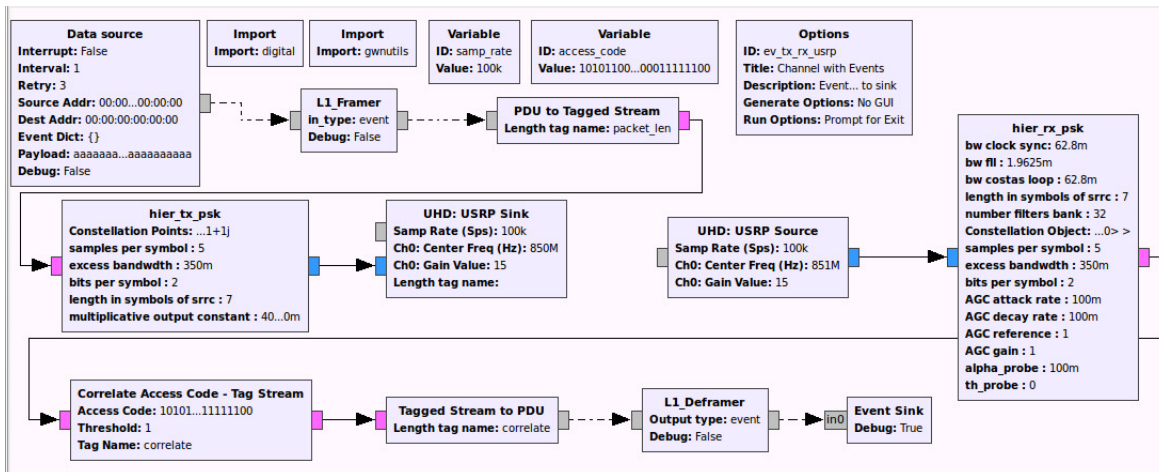 Data source
Interrupt: False
Interval: 1
Retry: 3
Source Addr: 00:00...00:00:00
Dest Addr: 00:00:00:00:00:00
Event Dict: {}
Payload: aaaaaaa...aaaaaaaaaa
Debug: False
Import
Import: digital
Import
Import: gwnutils
Variable
ID: samp_rate
Value: 100k
Variable
ID: access_code
Value: 10101100...00011111100
Options
ID: ev_tx_rx_usrp
Title: Channel with Events
Description: Event... to sink
Generate Options: No GUI
Run Options: Prompt for Exit
L1_Framer
in_type: event
Debug: False
PDU to Tagged Stream
Length tag name: packet_len
hier_tx_psk
Constellation Points: ...1+1j
samples per symbol : 5
excess bandwdth : 350m
bits per symbol : 2
length in symbols of srrc : 7
multiplicative output constant : 40...0m
UHD: USRP Sink
Samp Rate (Sps): 100k
Ch0: Center Freq (Hz): 850M
Ch0: Gain Value: 15
Length tag name:
UHD: USRP Source
Samp Rate (Sps): 100k
Ch0: Center Freq (Hz): 851M
Ch0: Gain Value: 15
hier_rx_psk
bw clock sync: 62.8m
bw fll : 1.9625m
bw costas loop : 62.8m
length in symbols of srrc : 7
number filters bank : 32
Constellation Object: ...0> >
samples per symbol : 5
excess bandwidth : 350m
bits per symbol : 2
AGC attack rate : 100m
AGC decay rate : 100m
AGC reference : 1
AGC gain : 1
alpha_probe : 100m
th_probe : 0
Correlate Access Code - Tag Stream
Access Code: 10101...11111100
Threshold: 1
Tag Name: correlate
Tagged Stream to PDU
Length tag name: correlate
L1_Deframer
Output type: event
Debug: False
in0
Event Sink
Debug: True